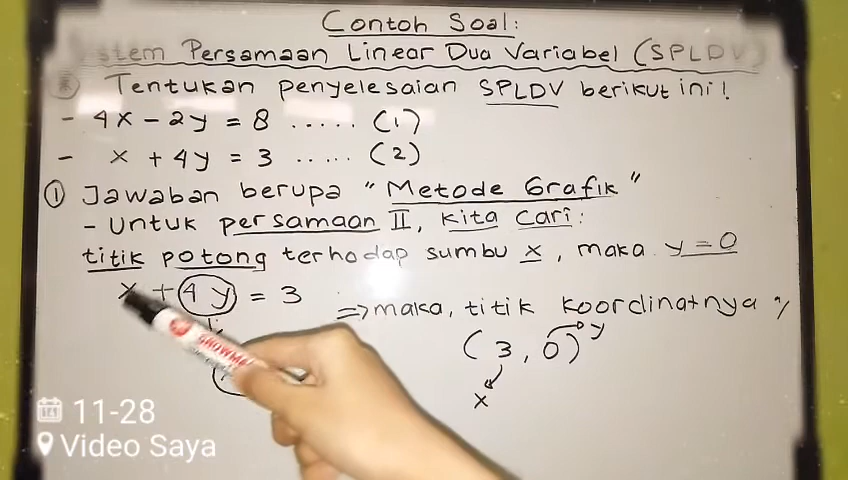 Contoh Soal:
Sistem Persamaan Linear Dua Variabel (SPLDV)
Tentukan penyelesaian SPLDV berikut ini!
- 4x - 2y = 8 ..... (1)
- x + 4y = 3 ..... (2)
① Jawaban berupa "Metode Grafik"
- Untuk persamaan II, kita cari:
titik potong terhadap sumbu x, maka y = 0
x + 4y = 3
=> maka, titik koordinatnya
(3, 0) y
x
SNOWMAN
11-28
Video Saya